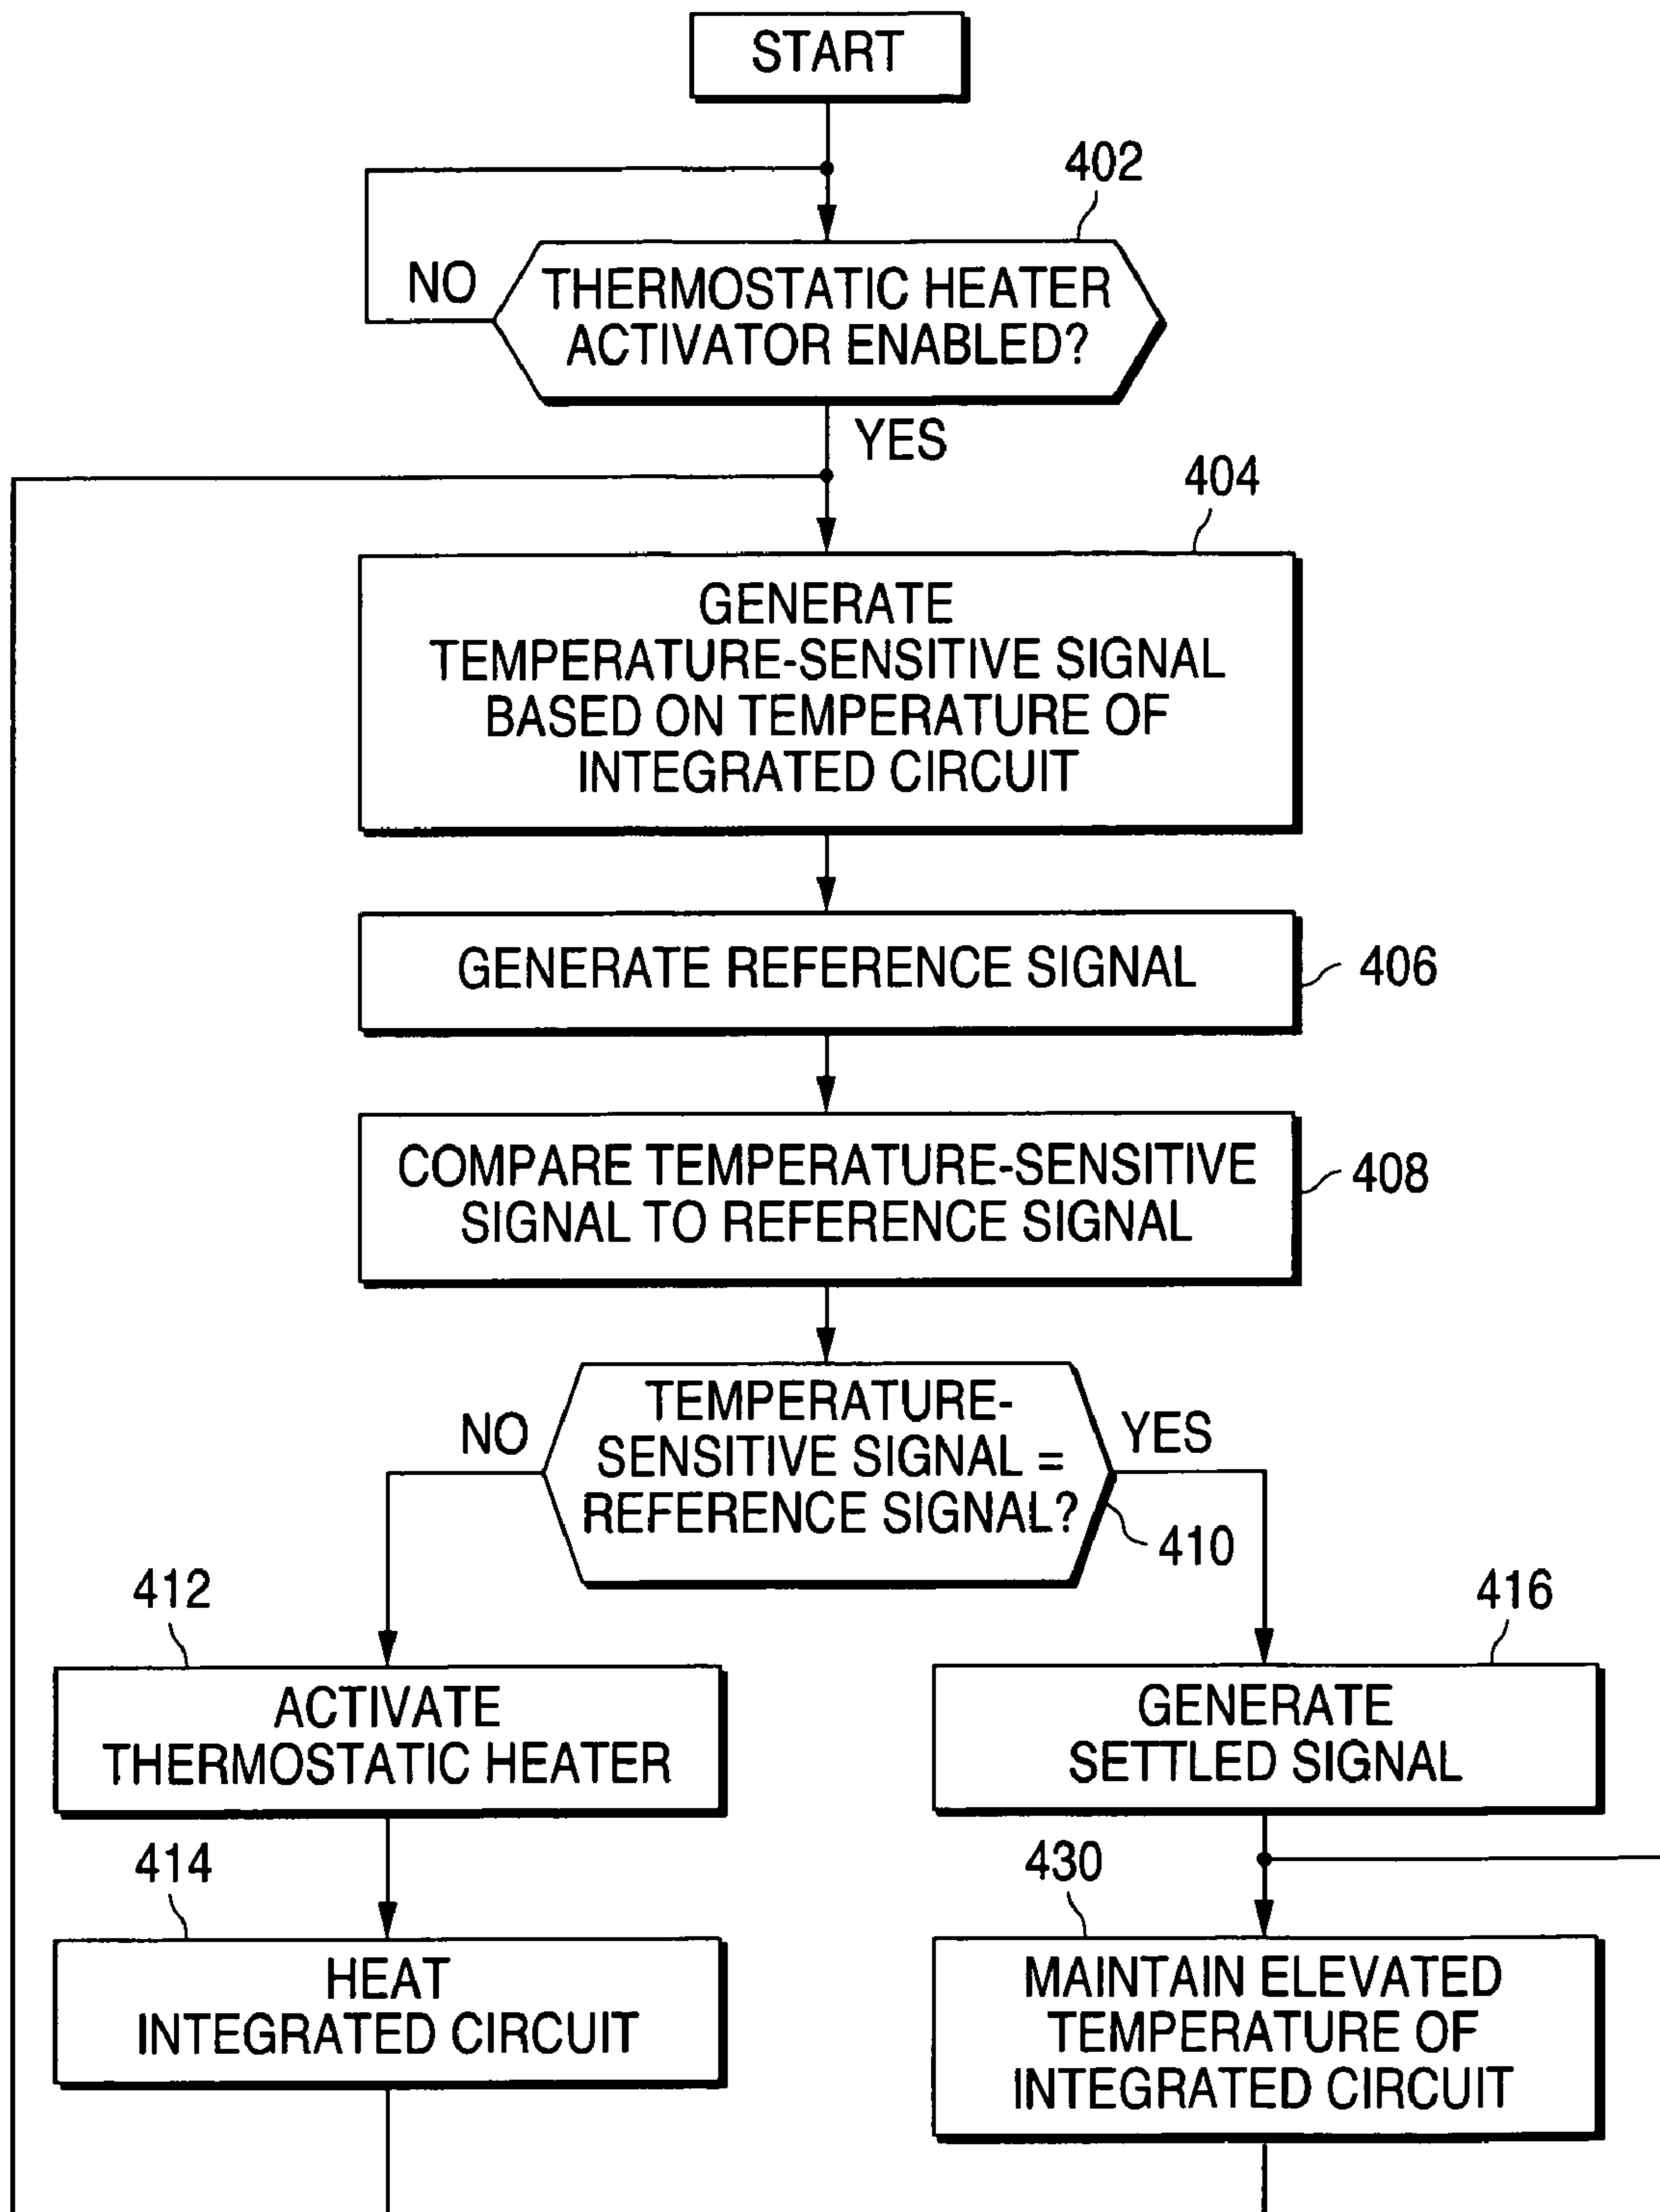 START
402
NO
THERMOSTATIC HEATER
ACTIVATOR ENABLED?
YES
404
GENERATE
TEMPERATURE-SENSITIVE SIGNAL
BASED ON TEMPERATURE OF
INTEGRATED CIRCUIT
GENERATE REFERENCE SIGNAL
406
COMPARE TEMPERATURE-SENSITIVE
SIGNAL TO REFERENCE SIGNAL
408
NO
TEMPERATURE-
SENSITIVE SIGNAL =
REFERENCE SIGNAL?
YES
410
412
ACTIVATE
THERMOSTATIC HEATER
416
GENERATE
SETTLED SIGNAL
414
HEAT
INTEGRATED CIRCUIT
430
MAINTAIN ELEVATED
TEMPERATURE OF
INTEGRATED CIRCUIT